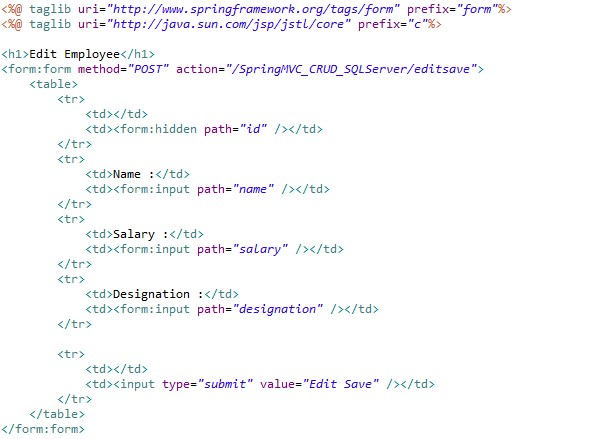 <%@ taglib uri="http://www.springframework.org/tags/form" prefix="form"%>
<%@ taglib uri="http://java.sun.com/jsp/jstl/core" prefix="c"%>

<h1>Edit Employee</h1>
<form:form method="POST" action="/SpringMVC_CRUD_SQLServer/editsave">
    <table>
        <tr>
            <td></td>
            <td><form:hidden path="id" /></td>
        </tr>
        <tr>
            <td>Name :</td>
            <td><form:input path="name" /></td>
        </tr>
        <tr>
            <td>Salary :</td>
            <td><form:input path="salary" /></td>
        </tr>
        <tr>
            <td>Designation :</td>
            <td><form:input path="designation" /></td>
        </tr>

        <tr>
            <td></td>
            <td><input type="submit" value="Edit Save" /></td>
        </tr>
    </table>
</form:form>